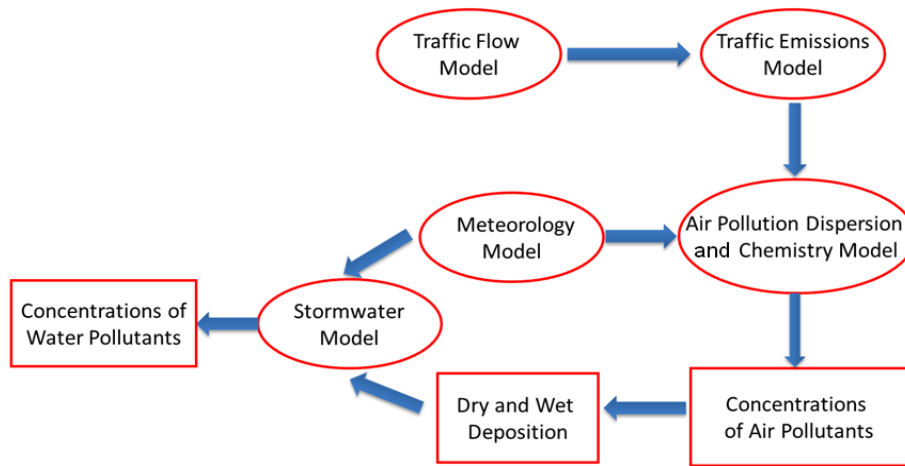 Traffic Flow
Model
Traffic Emissions
Model
Meteorology
Model
Air Pollution Dispersion
and Chemistry Model
Concentrations of
Water Pollutants
Stormwater
Model
Dry and Wet
Deposition
Concentrations
of Air Pollutants